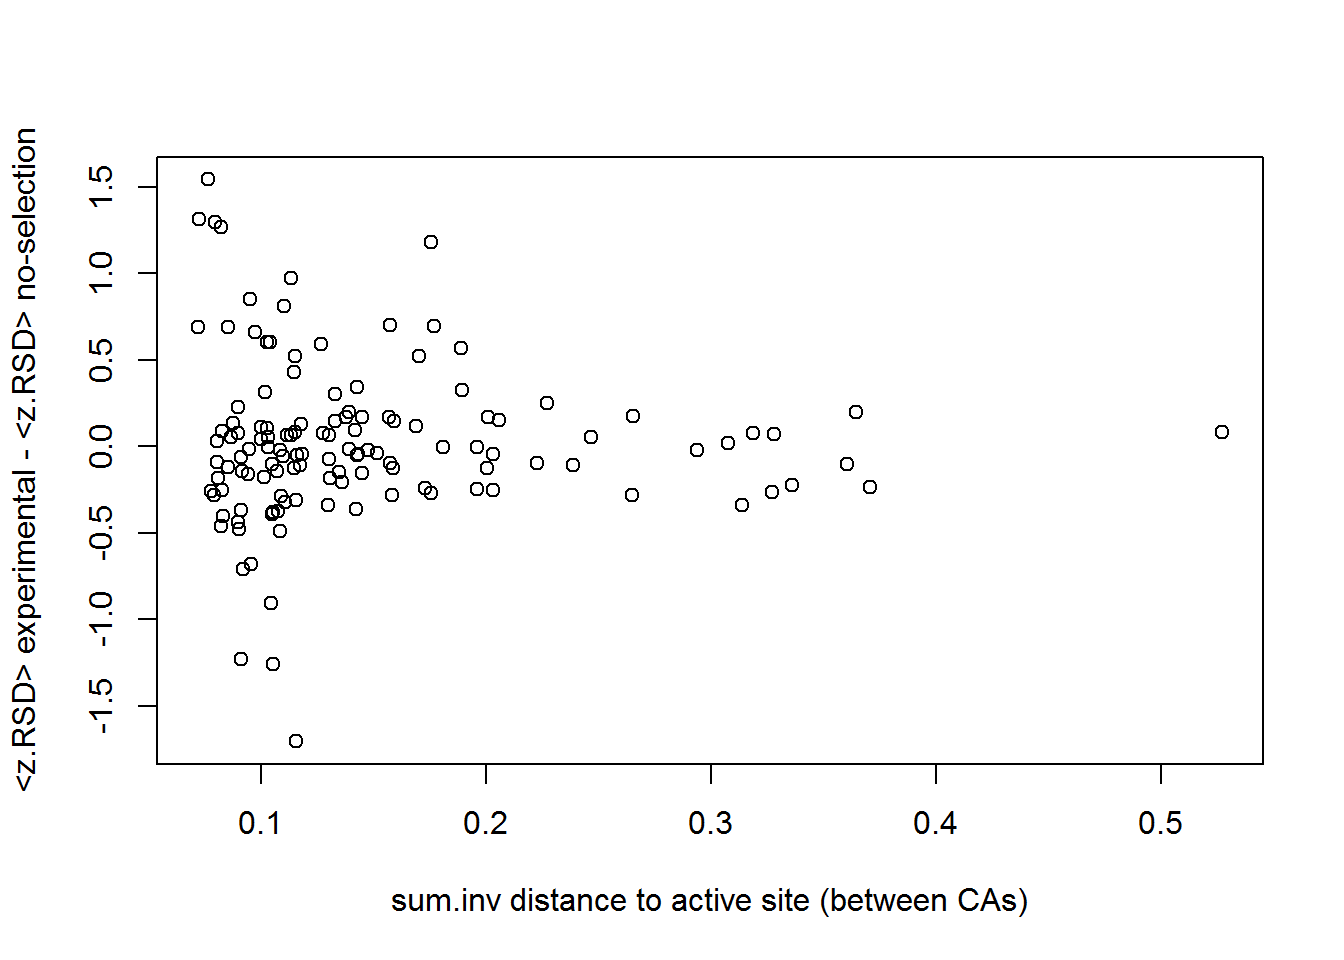 <z.RSD> experimental - <z.RSD> no-selection
1.5
1.0
0.5
0.0
-0.5
-1.0
-1.5
0.1 0.2 0.3 0.4 0.5
sum.inv distance to active site (between CAs)